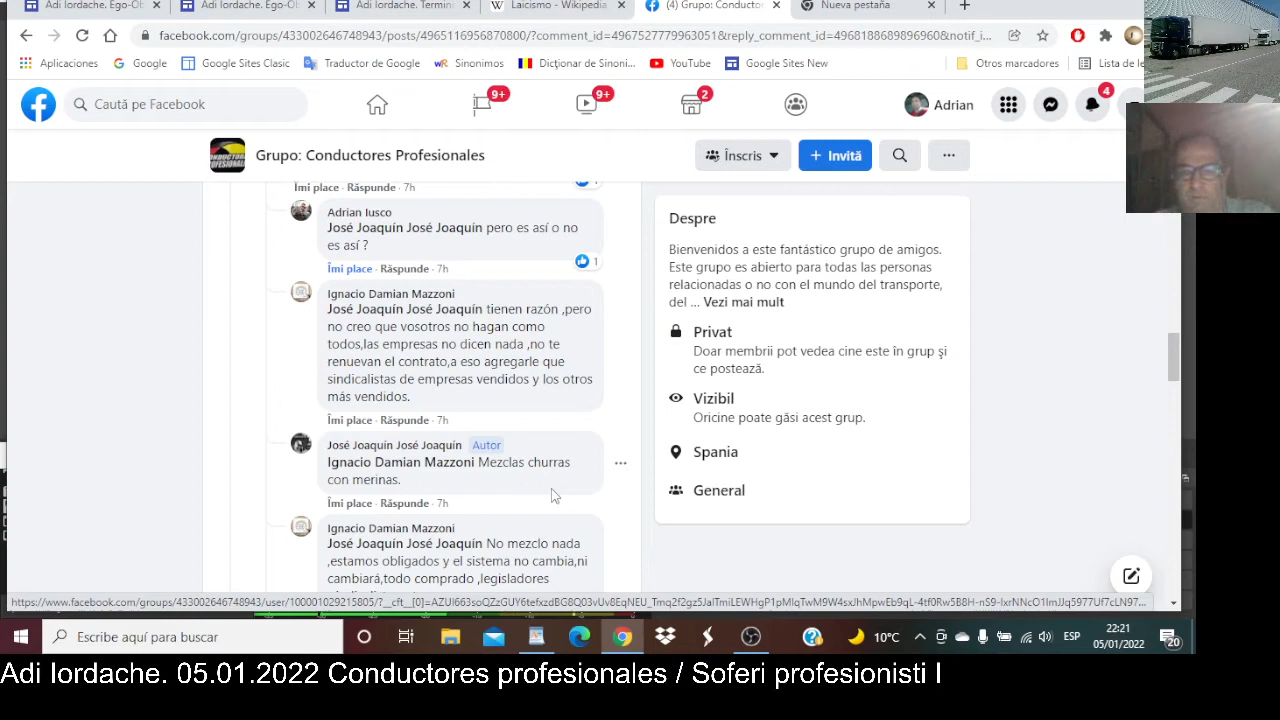 Adi Iordache. Ego-Ob
Adi Iordache. Ego-Ob
Adi Iordache. Termin
Laicismo - Wikipedia
(4) Grupo: Conductor
Nueva pestaña
Aplicaciones
Google
Google Sites Clasic
Traductor de Google
Sinonimos
Dicționar de Sinoni...
YouTube
Google Sites New
Otros marcadores
Lista de le
Caută pe Facebook
9+
9+
2
Adrian
4
Grupo: Conductores Profesionales
Înscris
+ Invită
Îmi place · Răspunde · 7h
Adrian Iusco
José Joaquín José Joaquín pero es así o no
es así ?
Îmi place · Răspunde · 7h
1
Ignacio Damian Mazzoni
José Joaquín José Joaquín tienen razón ,pero
no creo que vosotros no hagan como
todos,las empresas no dicen nada ,no te
renuevan el contrato,a eso agregarle que
sindicalistas de empresas vendidos y los otros
más vendidos.
Îmi place · Răspunde · 7h
José Joaquín José Joaquín Autor
Ignacio Damian Mazzoni Mezclas churras
con merinas.
Îmi place · Răspunde · 7h
Ignacio Damian Mazzoni
José Joaquín José Joaquín No mezclo nada
,estamos obligados y el sistema no cambia,ni
cambiará,todo comprado ,legisladores
Despre
Bienvenidos a este fantástico grupo de amigos.
Este grupo es abierto para todas las personas
relacionadas o no con el mundo del transporte,
del ... Vezi mai mult
Privat
Doar membrii pot vedea cine este în grup și
ce postează.
Vizibil
Oricine poate găsi acest grup.
Spania
General
Escribe aquí para buscar
10°C
ESP
22:21
05/01/2022
20
Adi Iordache. 05.01.2022 Conductores profesionales / Soferi profesionisti I